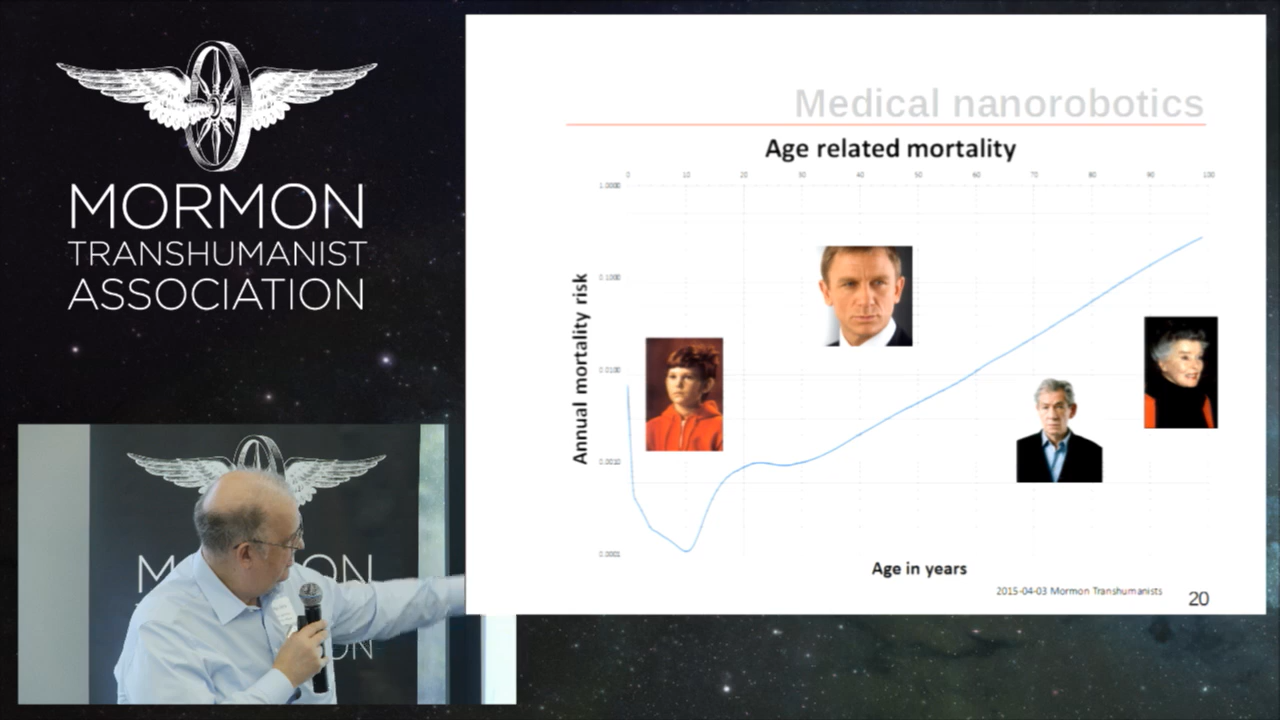 MORMON
TRANSHUMANIST
ASSOCIATION
Medical nanorobotics
Age related mortality
0 10 20 30 40 50 60 70 80 90 100
1.0000
0.1000
0.0100
0.0010
0.0001
Annual mortality risk
Age in years
2015-04-03 Mormon Transhumanists
20